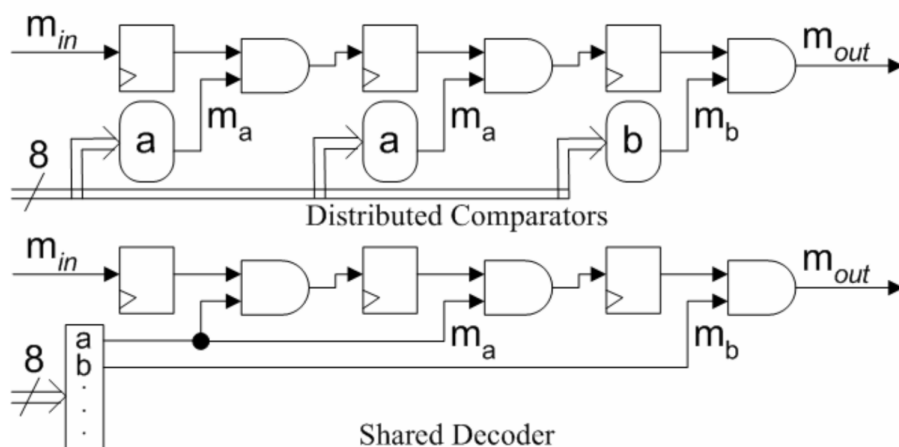 m_in m_out
a m_a a m_a b m_b
8
Distributed Comparators
m_in m_out
a m_a m_b
8 b
.
.
.
Shared Decoder